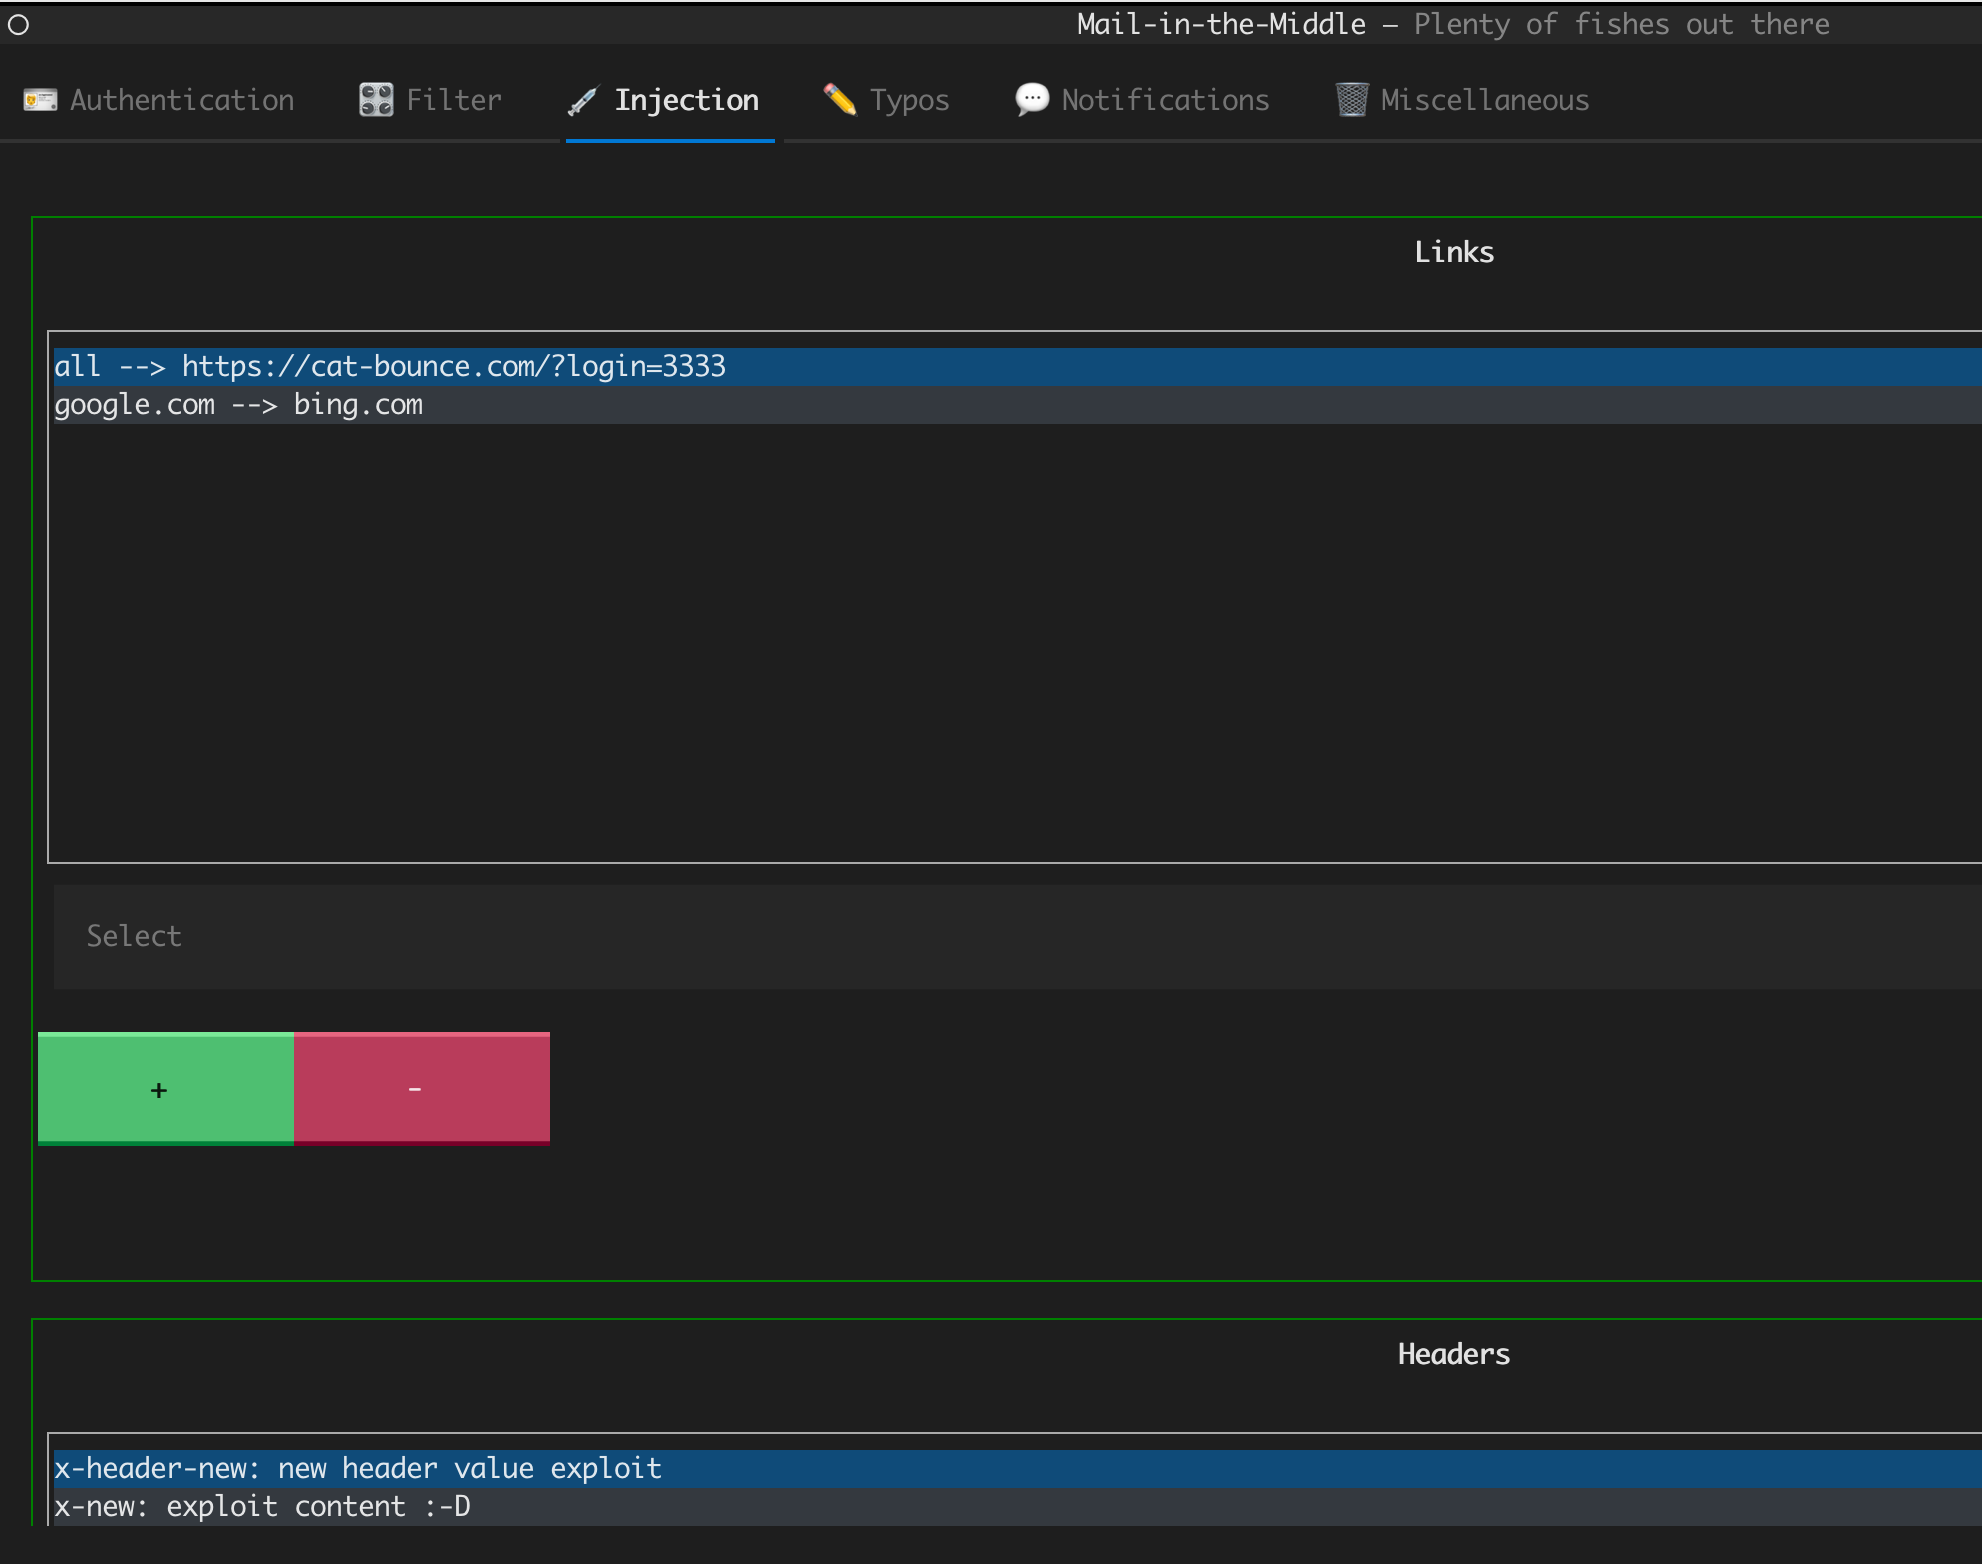 Mail-in-the-Middle — Plenty of fishes out there
Authentication Filter Injection Typos Notifications Miscellaneous
Links
all --> https://cat-bounce.com/?login=3333
google.com --> bing.com
Select
+ -
Headers
x-header-new: new header value exploit
x-new: exploit content :-D